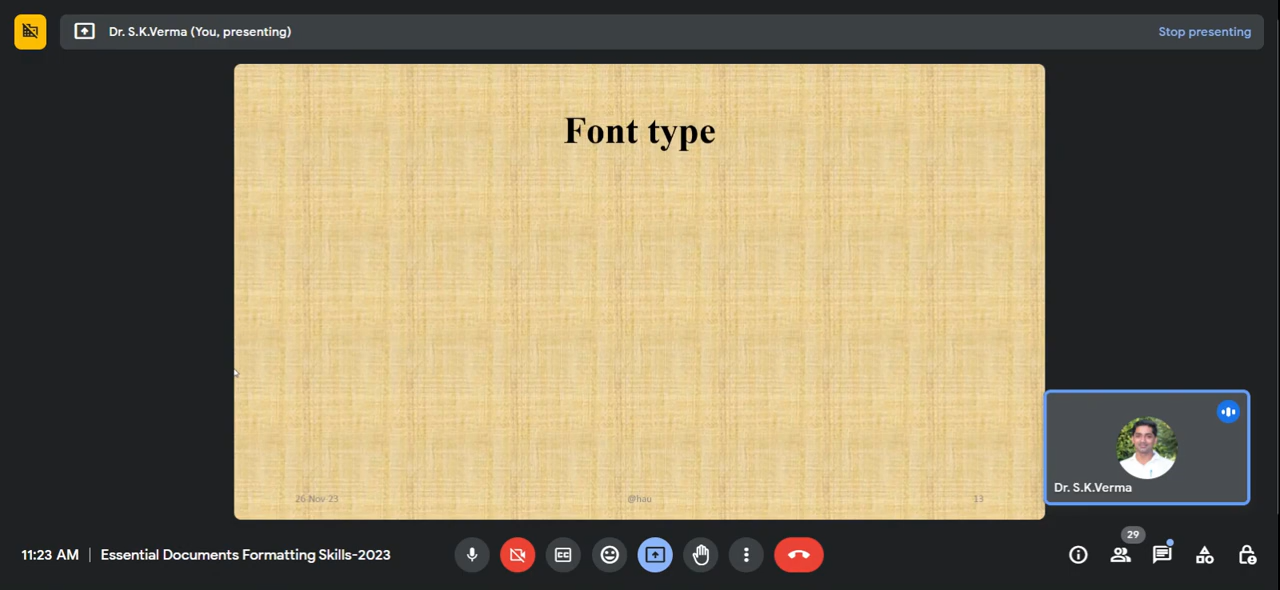 Dr. S.K.Verma (You, presenting)
Stop presenting
Font type
Dr. S.K.Verma
26-Nov-23
@hau
13
29
11:23 AM | Essential Documents Formatting Skills-2023